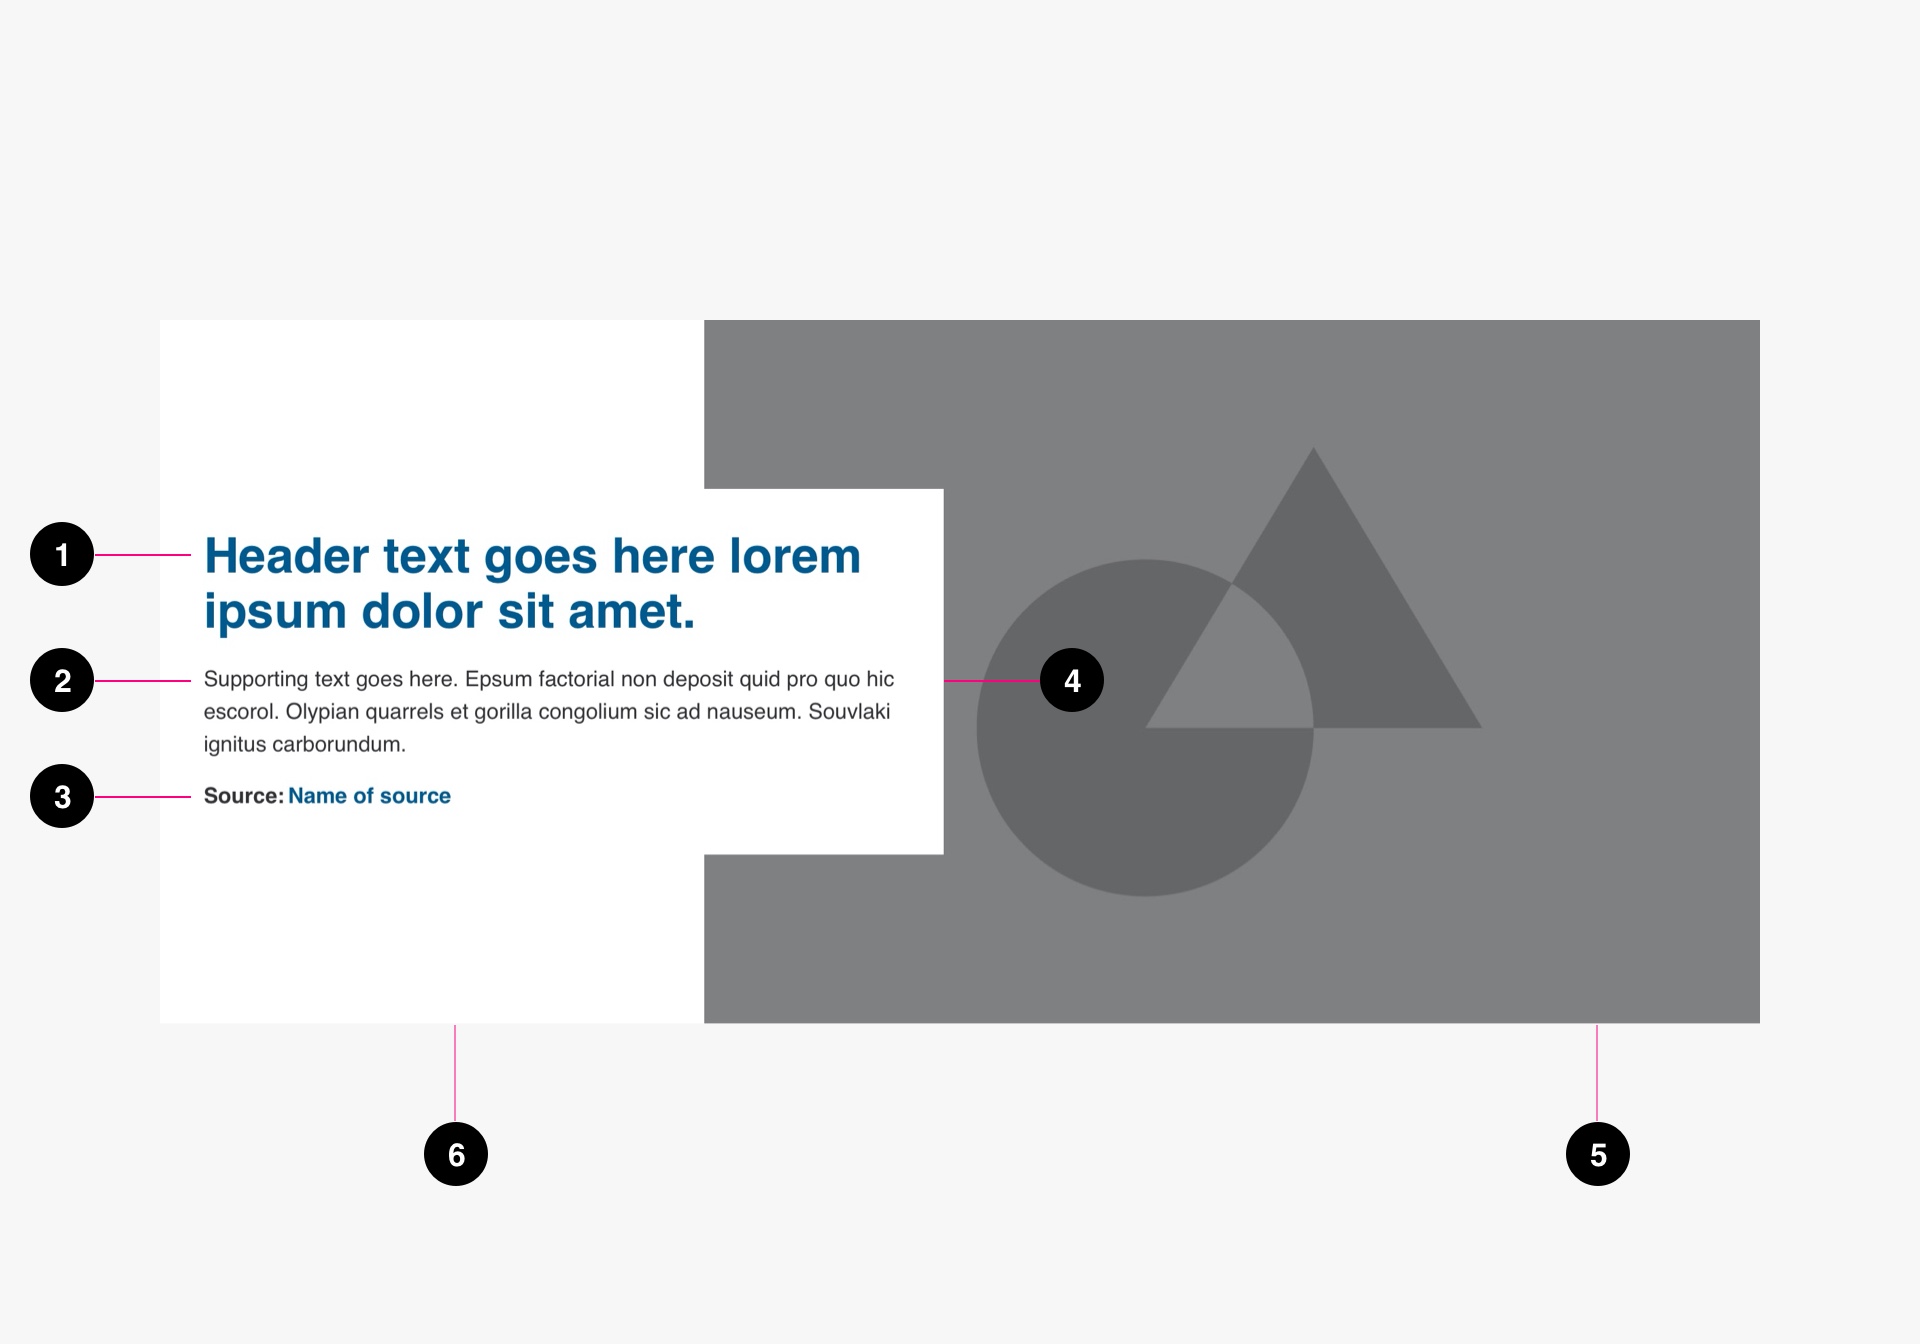 1
Header text goes here lorem
ipsum dolor sit amet.
2
Supporting text goes here. Epsum factorial non deposit quid pro quo hic
escorol. Olypian quarrels et gorilla congolium sic ad nauseum. Souvlaki
ignitus carborundum.
4
3
Source: Name of source
6
5